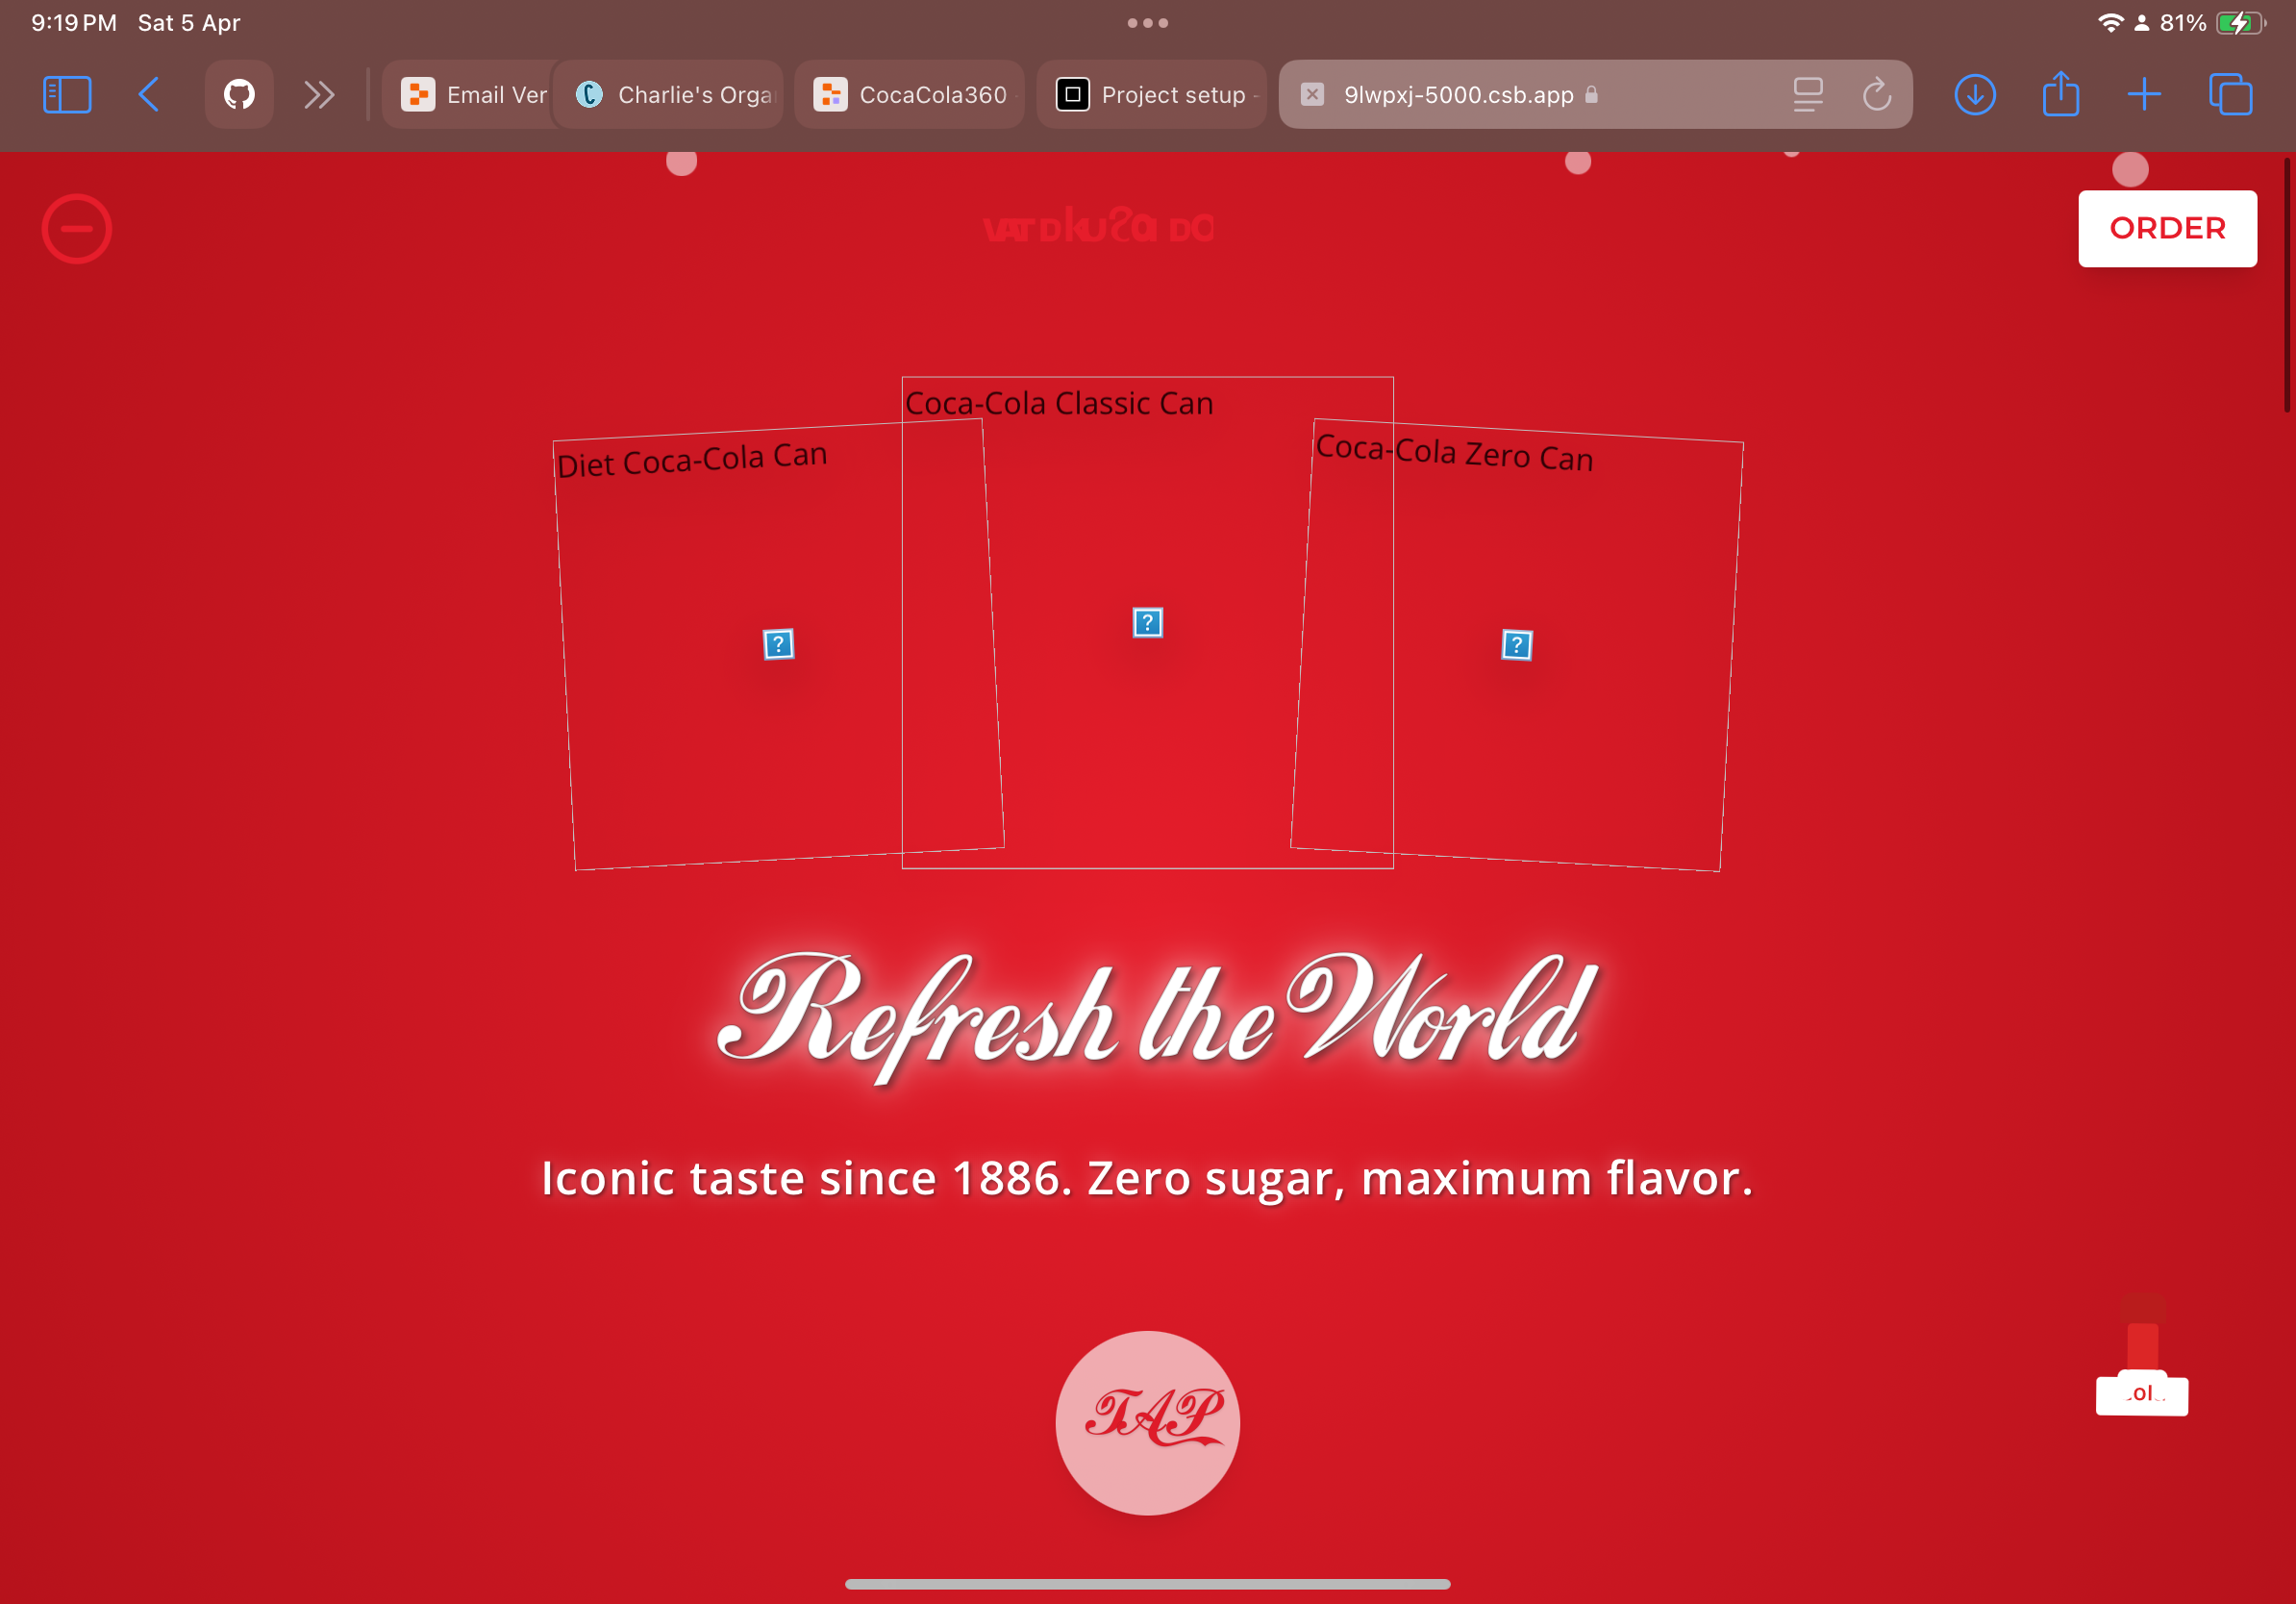 9:19 PM Sat 5 Apr
81%
Email Ver
Charlie's Orga
CocaCola360
Project setup -
9lwpxj-5000.csb.app
ORDER
Coca-Cola Classic Can
Diet Coca-Cola Can
Coca-Cola Zero Can
Refresh the World
Iconic taste since 1886. Zero sugar, maximum flavor.
TAP